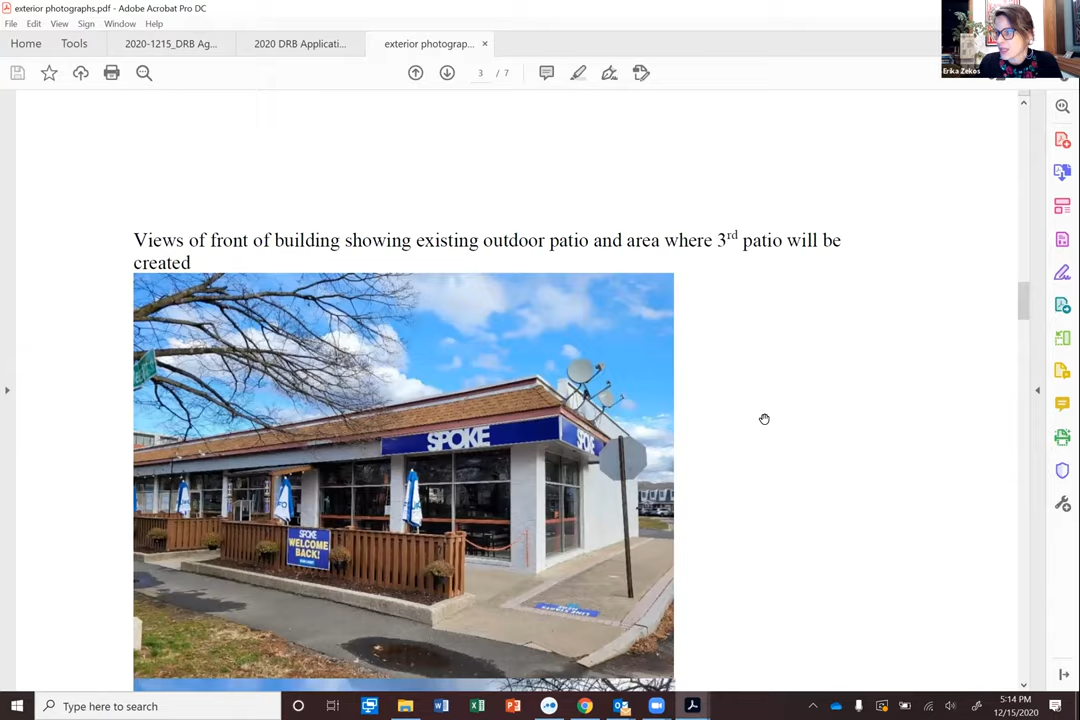 exterior photographs.pdf - Adobe Acrobat Pro DC
File Edit View Sign Window Help
Home Tools 2020-1215_DRB Ag... 2020 DRB Applicati... exterior photograp... ×
3 / 7
Erika Zekos
Views of front of building showing existing outdoor patio and area where 3rd patio will be
created
SPOKE
SPOKE
SPOKE
WELCOME
BACK!
Type here to search
5:14 PM
12/15/2020